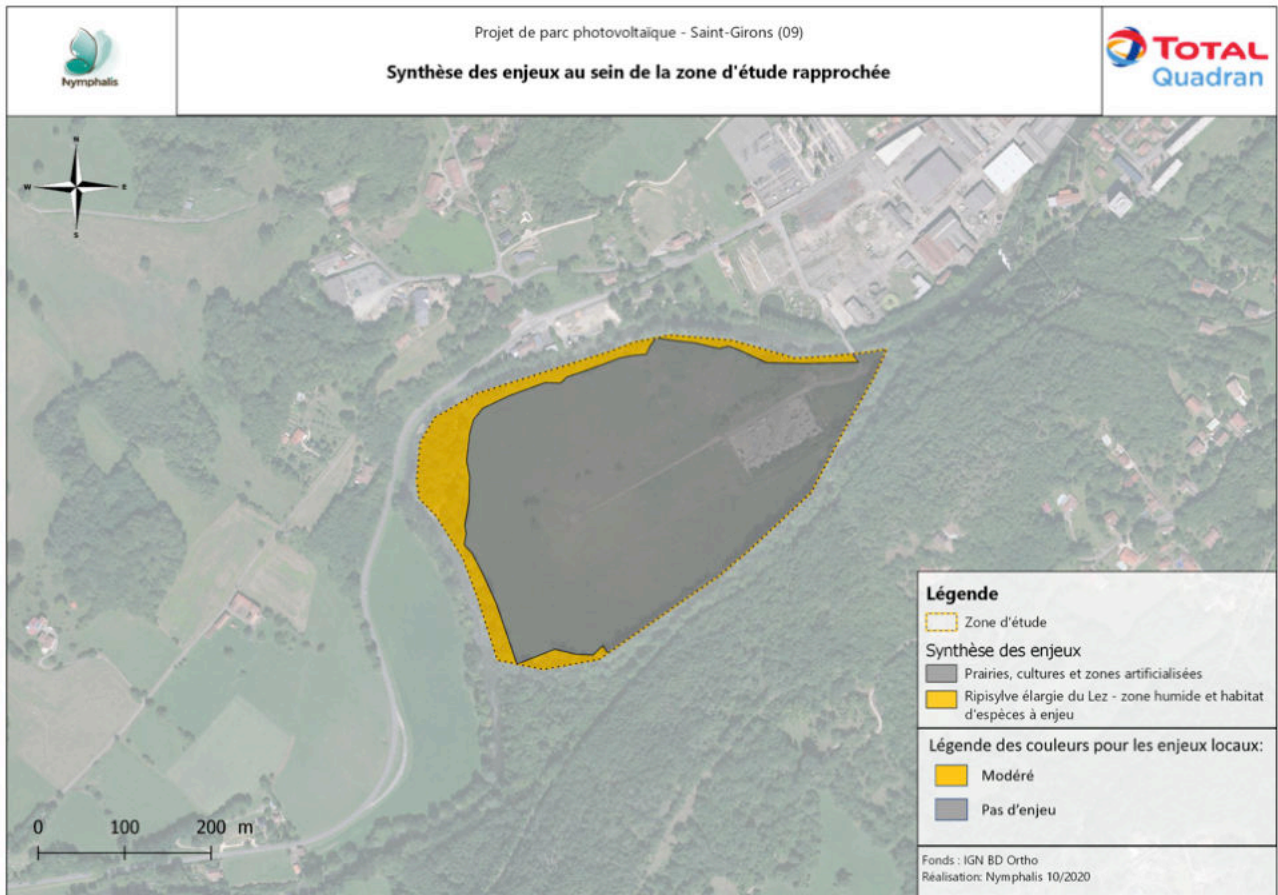 Nymphalis
Projet de parc photovoltaïque - Saint-Girons (09)
Synthèse des enjeux au sein de la zone d'étude rapprochée
TOTAL
Quadran
N
W
E
S
Légende
Zone d'étude
Synthèse des enjeux
Prairies, cultures et zones artificialisées
Ripisylve élargie du Lez - zone humide et habitat
d'espèces à enjeu
Légende des couleurs pour les enjeux locaux:
Modéré
Pas d'enjeu
0 100 200 m
Fonds : IGN BD Ortho
Réalisation: Nymphalis 10/2020